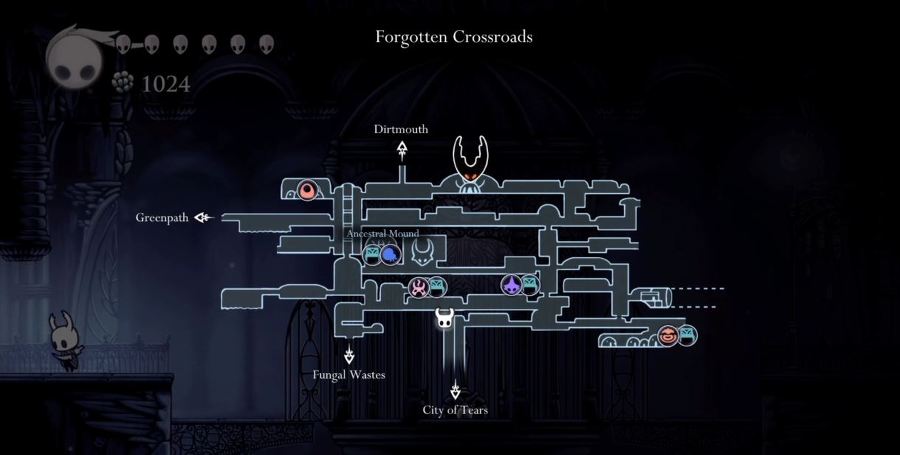 Forgotten Crossroads
1024
Dirtmouth
Greenpath
Ancestral Mound
Fungal Wastes
City of Tears